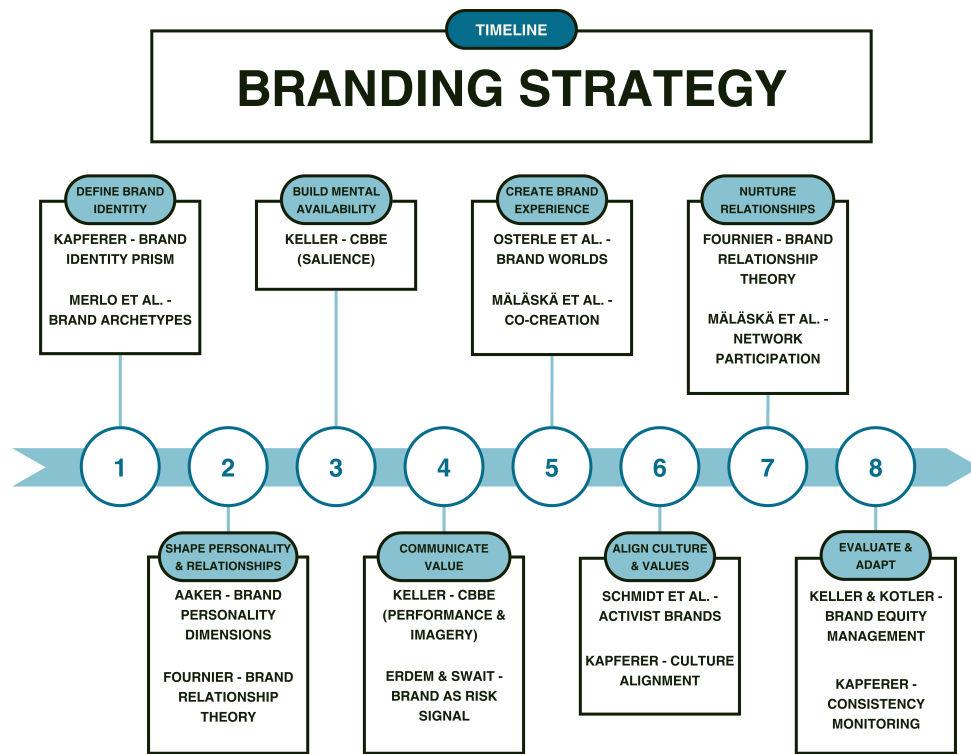 TIMELINE
BRANDING STRATEGY
DEFINE BRAND
IDENTITY
KAPFERER - BRAND
IDENTITY PRISM
MERLO ET AL. -
BRAND ARCHETYPES
BUILD MENTAL
AVAILABILITY
KELLER - CBBE
(SALIENCE)
CREATE BRAND
EXPERIENCE
OSTERLE ET AL. -
BRAND WORLDS
MÄLÄSKÄ ET AL. -
CO-CREATION
NURTURE
RELATIONSHIPS
FOURNIER - BRAND
RELATIONSHIP
THEORY
MÄLÄSKÄ ET AL. -
NETWORK
PARTICIPATION
1
2
3
4
5
6
7
8
SHAPE PERSONALITY
& RELATIONSHIPS
AAKER - BRAND
PERSONALITY
DIMENSIONS
FOURNIER - BRAND
RELATIONSHIP
THEORY
COMMUNICATE
VALUE
KELLER - CBBE
(PERFORMANCE &
IMAGERY)
ERDEM & SWAIT -
BRAND AS RISK
SIGNAL
ALIGN CULTURE
& VALUES
SCHMIDT ET AL. -
ACTIVIST BRANDS
KAPFERER - CULTURE
ALIGNMENT
EVALUATE &
ADAPT
KELLER & KOTLER -
BRAND EQUITY
MANAGEMENT
KAPFERER -
CONSISTENCY
MONITORING